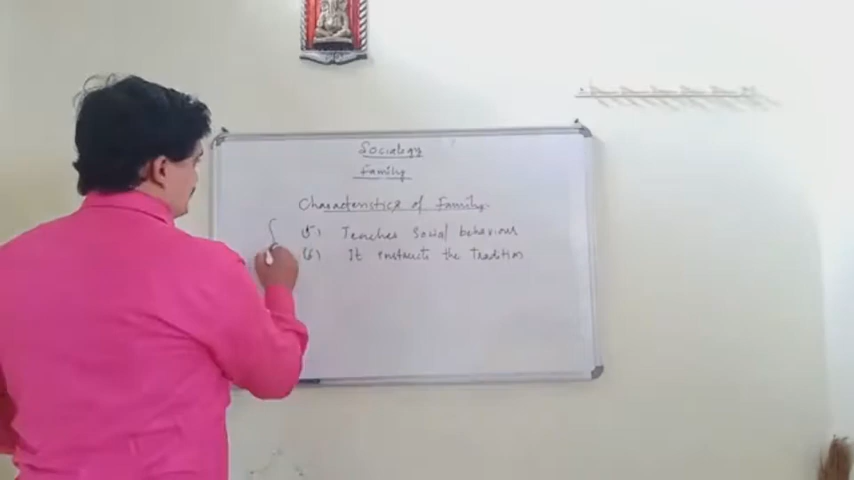 Sociology
Family
Characteristics of Family.
(5) Teaches Social behaviour
(6) It instructs the Tradition